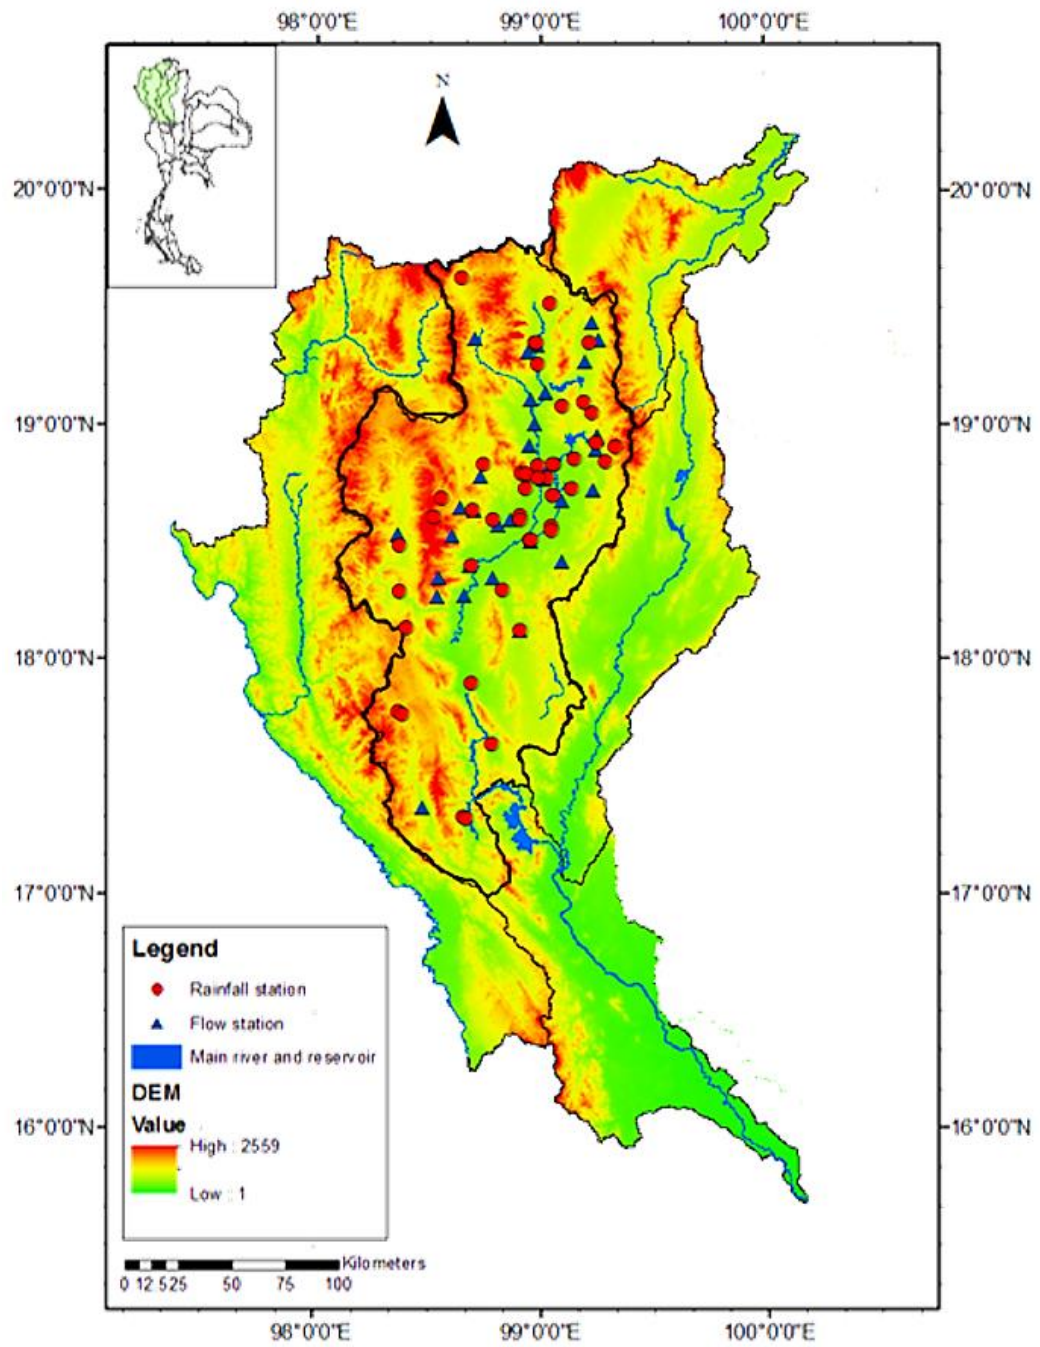 98°0'0"E 99°0'0"E 100°0'0"E
N
20°0'0"N 20°0'0"N
19°0'0"N 19°0'0"N
18°0'0"N 18°0'0"N
17°0'0"N 17°0'0"N
16°0'0"N 16°0'0"N
Legend
Rainfall station
Flow station
Main river and reservoir
DEM
Value
High : 2559
Low : 1
Kilometers
0 12.525 50 75 100
98°0'0"E 99°0'0"E 100°0'0"E